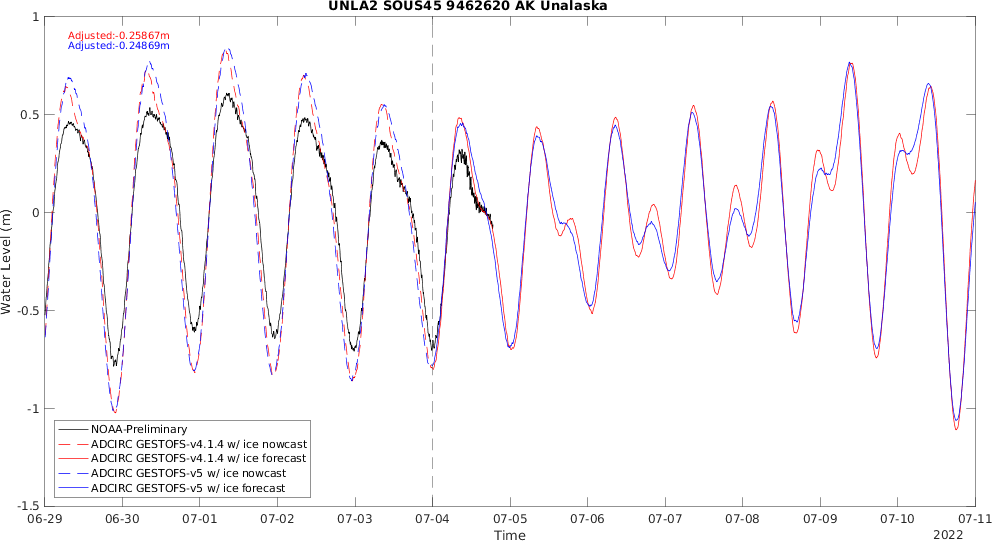 UNLA2 SOUS45 9462620 AK Unalaska
Adjusted:-0.25867m
Adjusted:-0.24869m
1
0.5
0
-0.5
-1
-1.5
Water Level (m)
NOAA-Preliminary
ADCIRC GESTOFS-v4.1.4 w/ ice nowcast
ADCIRC GESTOFS-v4.1.4 w/ ice forecast
ADCIRC GESTOFS-v5 w/ ice nowcast
ADCIRC GESTOFS-v5 w/ ice forecast
06-29 06-30 07-01 07-02 07-03 07-04 07-05 07-06 07-07 07-08 07-09 07-10 07-11
Time
2022